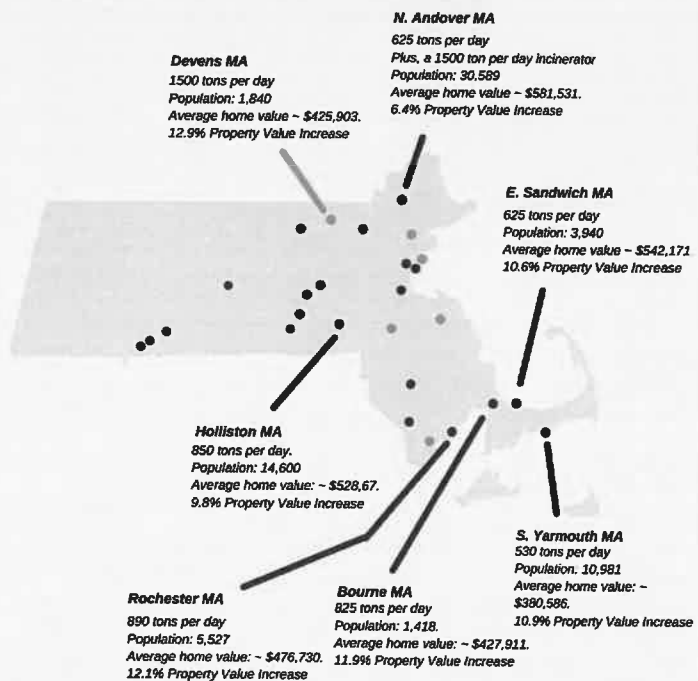 N. Andover MA
625 tons per day
Plus, a 1500 ton per day incinerator
Population: 30,589
Average home value ~ $581,531.
6.4% Property Value Increase
Devens MA
1500 tons per day
Population: 1,840
Average home value ~ $425,903.
12.9% Property Value Increase
E. Sandwich MA
625 tons per day
Population: 3,940
Average home value ~ $542,171
10.6% Property Value Increase
Holliston MA
850 tons per day.
Population: 14,600
Average home value: ~ $528,67.
9.8% Property Value Increase
S. Yarmouth MA
530 tons per day
Population: 10,981
Average home value: ~
$380,586.
10.9% Property Value Increase
Rochester MA
890 tons per day
Population: 5,527
Average home value: ~ $476,730.
12.1% Property Value Increase
Bourne MA
825 tons per day
Population: 1,418.
Average home value: ~ $427,911.
11.9% Property Value Increase